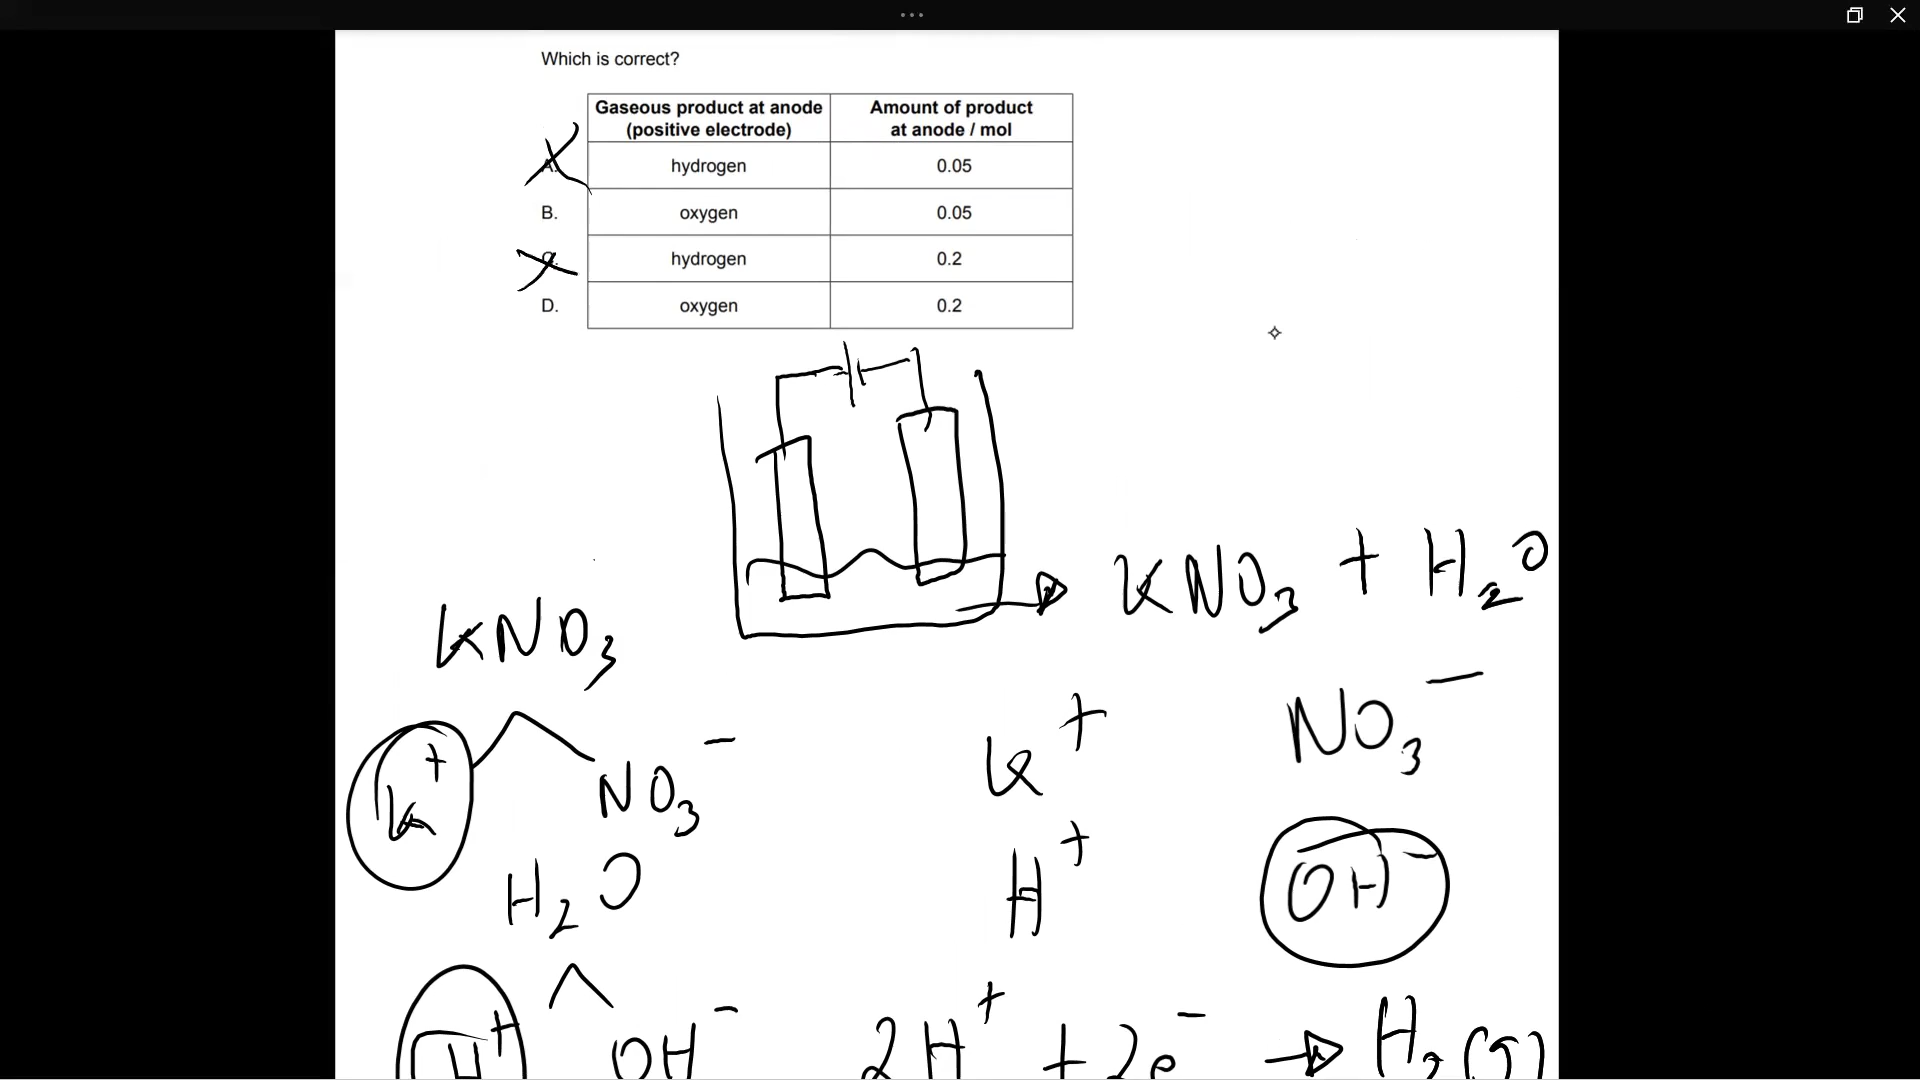 Which is correct?
Gaseous product at anode (positive electrode) Amount of product at anode / mol
A. hydrogen 0.05
B. oxygen 0.05
C. hydrogen 0.2
D. oxygen 0.2
KNO₃ + H₂O
KNO₃
K⁺ NO₃⁻
K⁺ NO₃⁻
H₂O
H⁺ OH⁻
H⁺ OH⁻
2H⁺ + 2e⁻ → H₂(g)